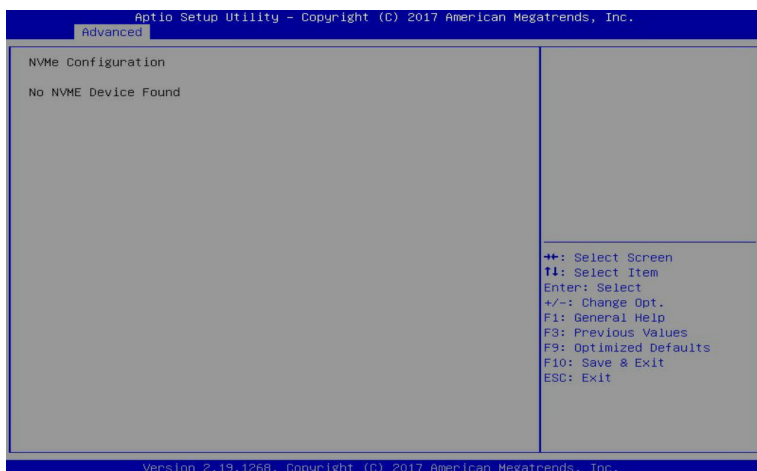 Aptio Setup Utility – Copyright (C) 2017 American Megatrends, Inc.
Advanced
NVMe Configuration
No NVME Device Found
→←: Select Screen
↑↓: Select Item
Enter: Select
+/-: Change Opt.
F1: General Help
F3: Previous Values
F9: Optimized Defaults
F10: Save & Exit
ESC: Exit
Version 2.19.1268. Copyright (C) 2017 American Megatrends, Inc.